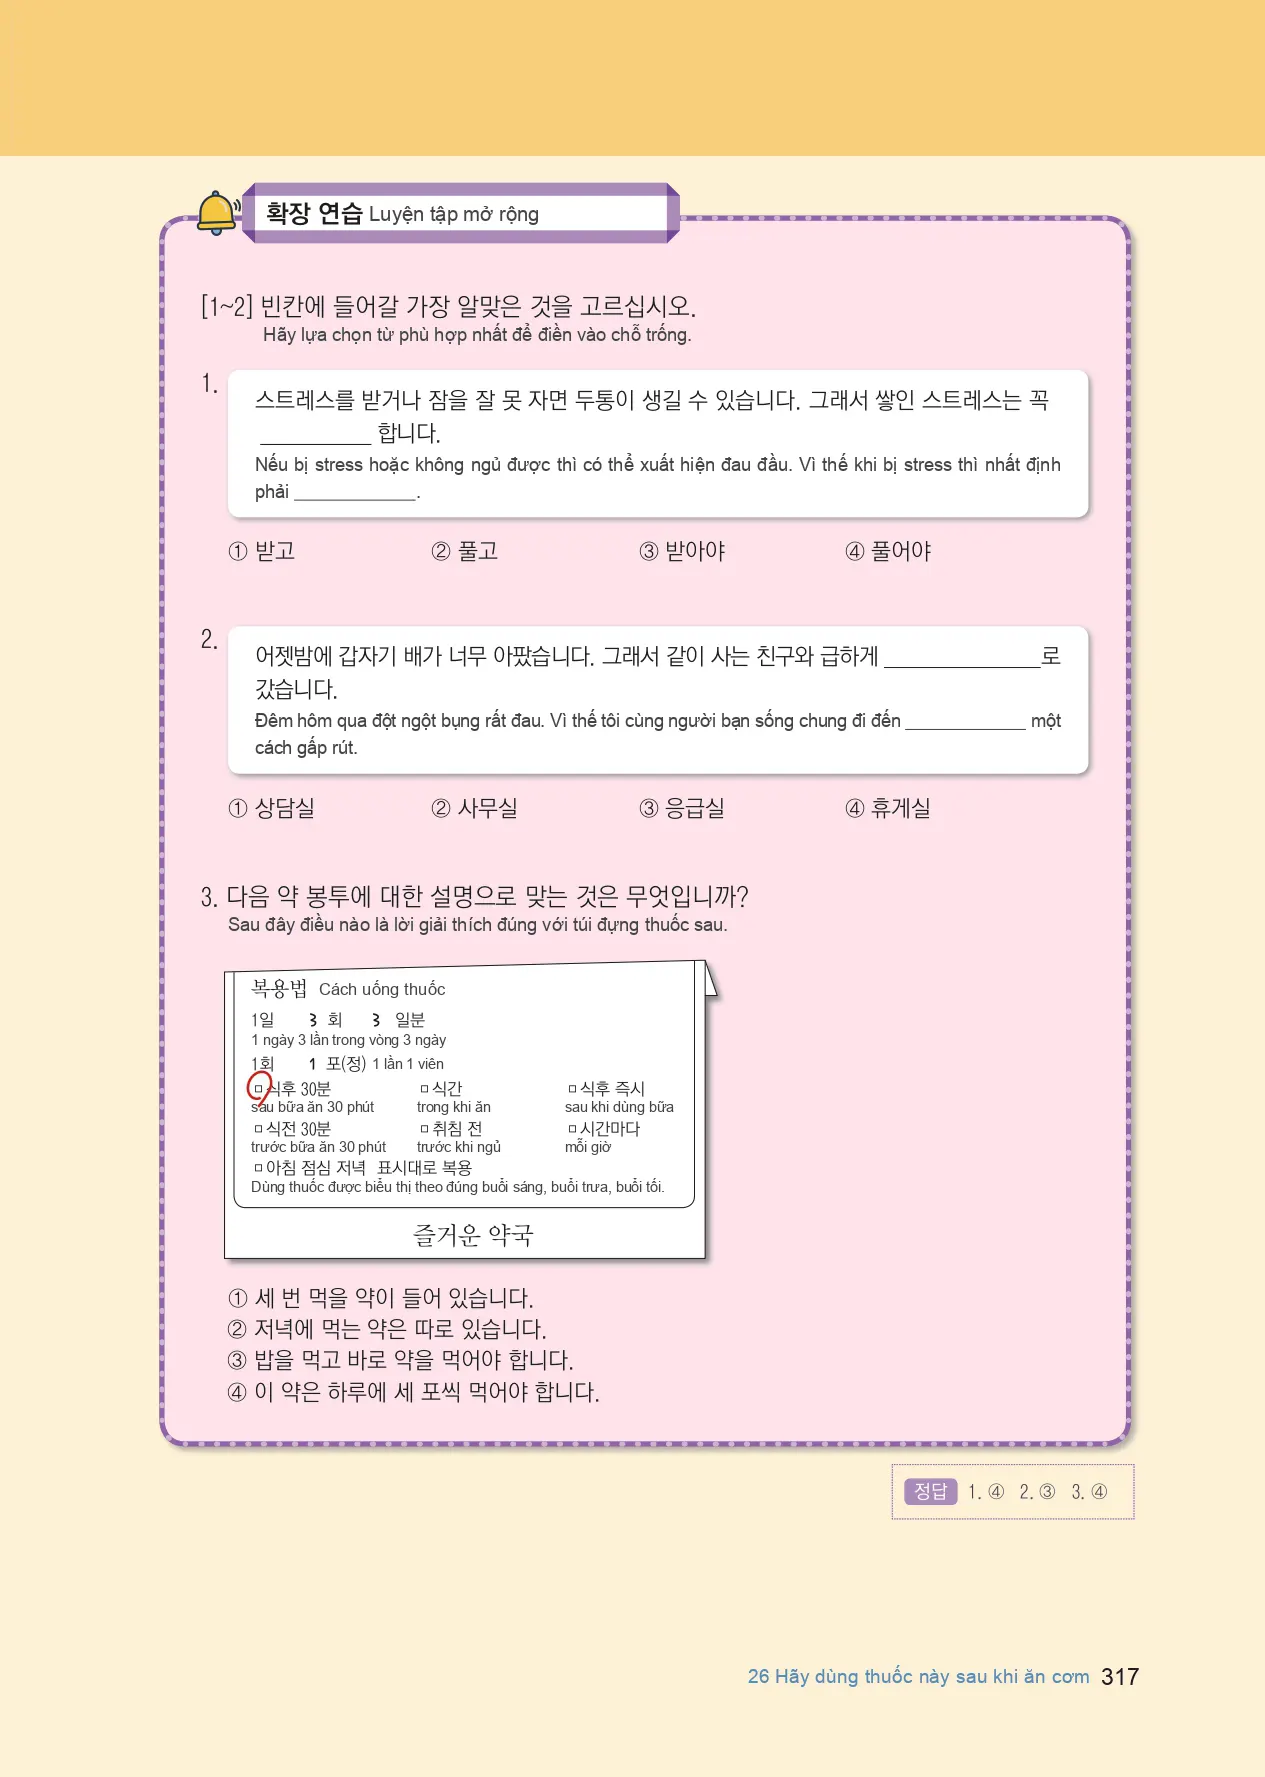 확장 연습 Luyện tập mở rộng
[1~2] 빈칸에 들어갈 가장 알맞은 것을 고르십시오.
Hãy lựa chọn từ phù hợp nhất để điền vào chỗ trống.
1.
스트레스를 받거나 잠을 잘 못 자면 두통이 생길 수 있습니다. 그래서 쌓인 스트레스는 꼭
__________ 합니다.
Nếu bị stress hoặc không ngủ được thì có thể xuất hiện đau đầu. Vì thế khi bị stress thì nhất định
phải ____________.
① 받고 ② 풀고 ③ 받아야 ④ 풀어야
2.
어젯밤에 갑자기 배가 너무 아팠습니다. 그래서 같이 사는 친구와 급하게 ______________로
갔습니다.
Đêm hôm qua đột ngột bụng rất đau. Vì thế tôi cùng người bạn sống chung đi đến ____________ một
cách gấp rút.
① 상담실 ② 사무실 ③ 응급실 ④ 휴게실
3. 다음 약 봉투에 대한 설명으로 맞는 것은 무엇입니까?
Sau đây điều nào là lời giải thích đúng với túi đựng thuốc sau.
복용법 Cách uống thuốc
1일 3 회 3 일분
1 ngày 3 lần trong vòng 3 ngày
1회 1 포(정) 1 lần 1 viên
□ 식후 30분 □ 식간 □ 식후 즉시
sau bữa ăn 30 phút trong khi ăn sau khi dùng bữa
□ 식전 30분 □ 취침 전 □ 시간마다
trước bữa ăn 30 phút trước khi ngủ mỗi giờ
□ 아침 점심 저녁 표시대로 복용
Dùng thuốc được biểu thị theo đúng buổi sáng, buổi trưa, buổi tối.
즐거운 약국
① 세 번 먹을 약이 들어 있습니다.
② 저녁에 먹는 약은 따로 있습니다.
③ 밥을 먹고 바로 약을 먹어야 합니다.
④ 이 약은 하루에 세 포씩 먹어야 합니다.
정답 1. ④ 2. ③ 3. ④
26 Hãy dùng thuốc này sau khi ăn cơm 317